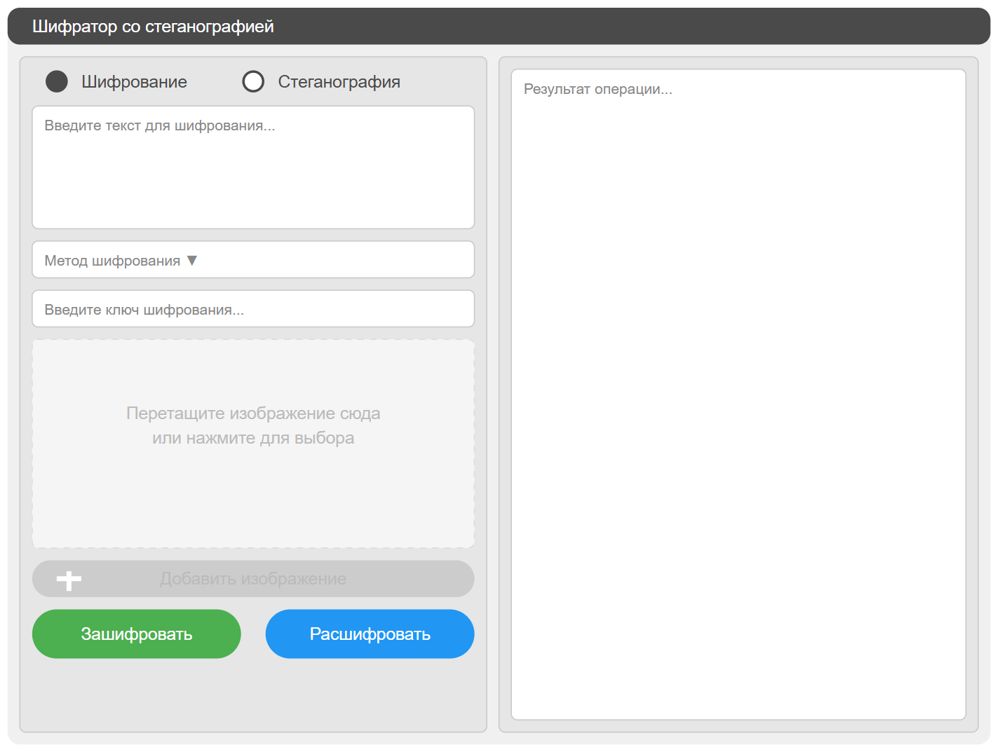 Шифратор со стеганографией
Шифрование
Стеганография
Введите текст для шифрования...
Метод шифрования ▼
Введите ключ шифрования...
Перетащите изображение сюда
или нажмите для выбора
Добавить изображение
Зашифровать
Расшифровать
Результат операции...